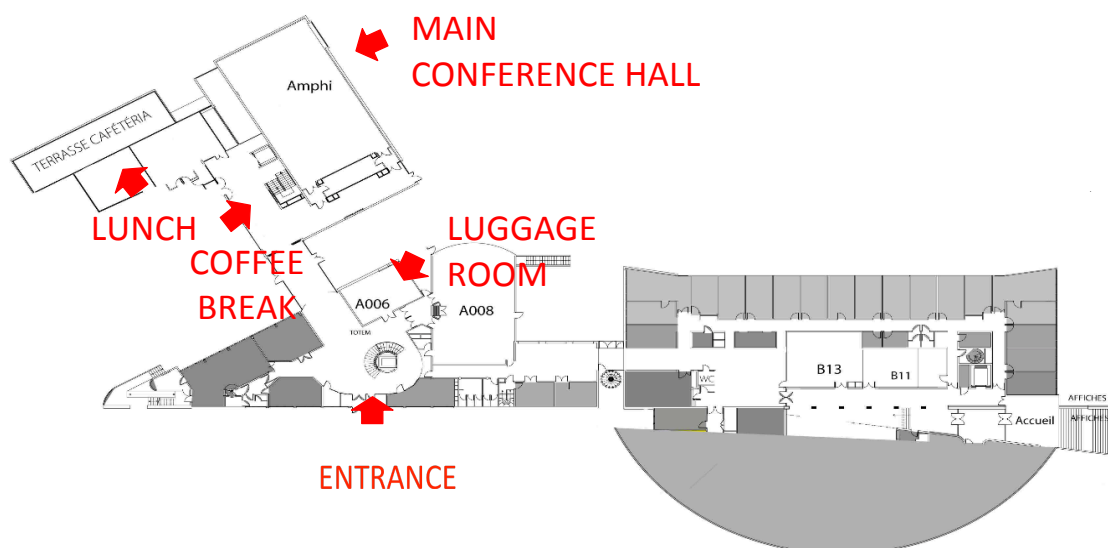 MAIN
CONFERENCE HALL
Amphi
TERRASSE CAFÉTÉRIA
LUNCH
COFFEE
BREAK
LUGGAGE
ROOM
A006
A008
TOTEM
B13
B11
WC
AFFICHES
Accueil
AFFICHES
ENTRANCE